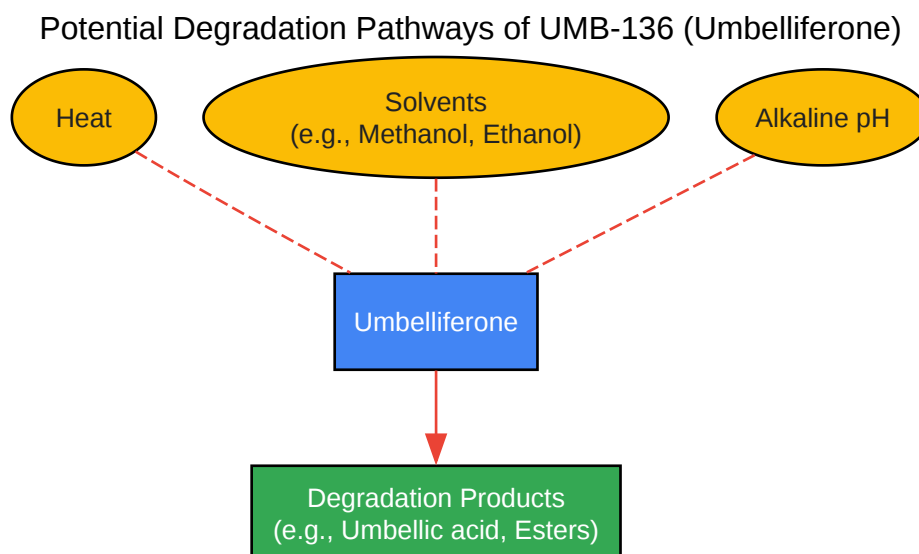 Potential Degradation Pathways of UMB-136 (Umbelliferone)
Heat
Solvents
(e.g., Methanol, Ethanol)
Alkaline pH
Umbelliferone
Degradation Products
(e.g., Umbellic acid, Esters)